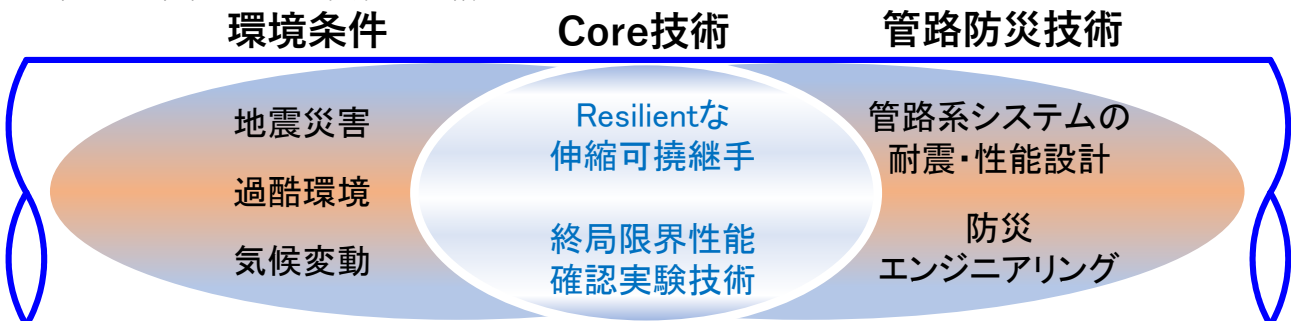 環境条件
Core技術
管路防災技術
地震災害
過酷環境
気候変動
Resilientな
伸縮可撓継手
終局限界性能
確認実験技術
管路系システムの
耐震・性能設計
防災
エンジニアリング